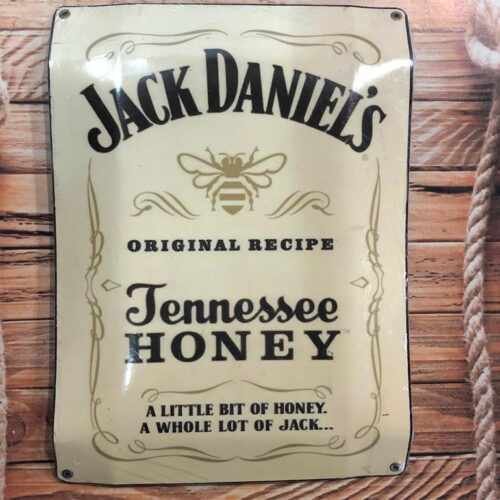 JACK DANIEL'S
ORIGINAL RECIPE
Tennessee
HONEY
A LITTLE BIT OF HONEY.
A WHOLE LOT OF JACK...